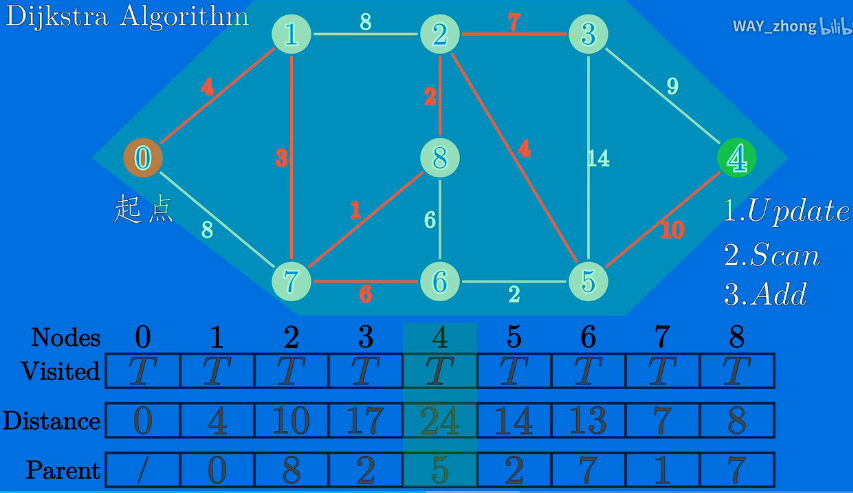 Dijkstra Algorithm
WAY_zhong bilibili
1 8 2 7 3
4 2 9
3 4
0 8 14 4
起点 1 1.Update
8 6 10
2.Scan
7 6 6 2 5
3.Add
Nodes 0 1 2 3 4 5 6 7 8
Visited T T T T T T T T T
Distance 0 4 10 17 24 14 13 7 8
Parent / 0 8 2 5 2 7 1 7